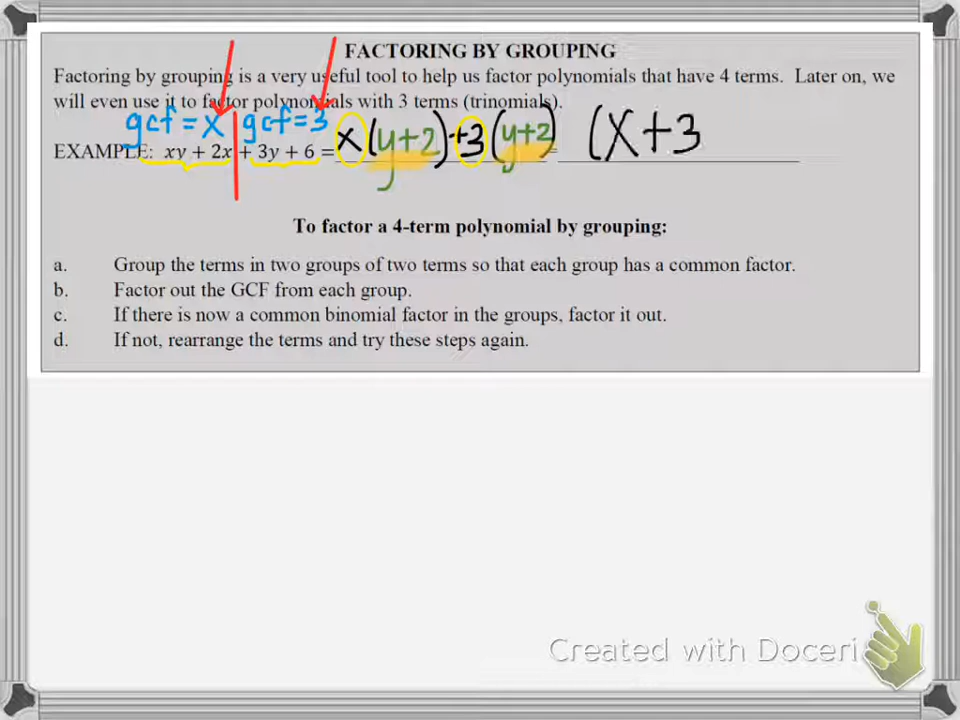 FACTORING BY GROUPING
Factoring by grouping is a very useful tool to help us factor polynomials that have 4 terms. Later on, we
will even use it to factor polynomials with 3 terms (trinomials).
gcf = x gcf = 3
EXAMPLE: xy + 2x + 3y + 6 = x(y+2)+3(y+2) = (x+3
To factor a 4-term polynomial by grouping:
a. Group the terms in two groups of two terms so that each group has a common factor.
b. Factor out the GCF from each group.
c. If there is now a common binomial factor in the groups, factor it out.
d. If not, rearrange the terms and try these steps again.
Created with Doceri